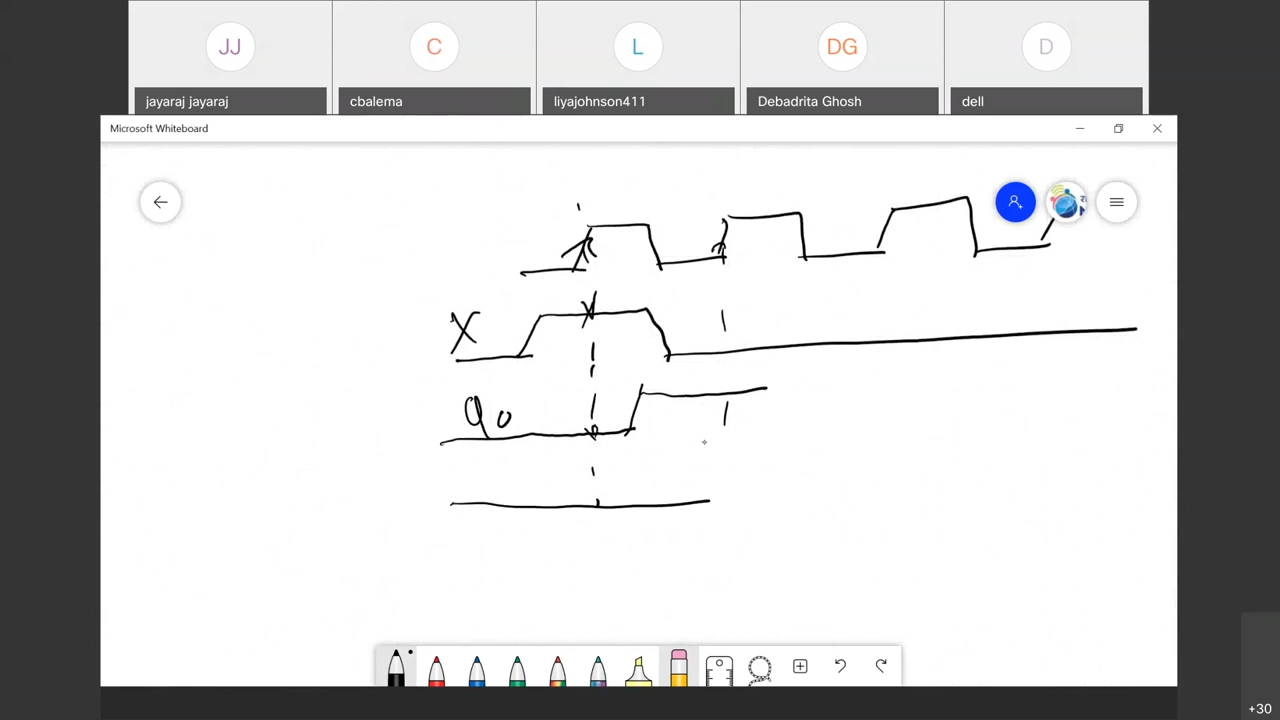 JJ
C
L
DG
D
jayaraj jayaraj
cbalema
liyajohnson411
Debadrita Ghosh
dell
Microsoft Whiteboard
X
Q0
+30